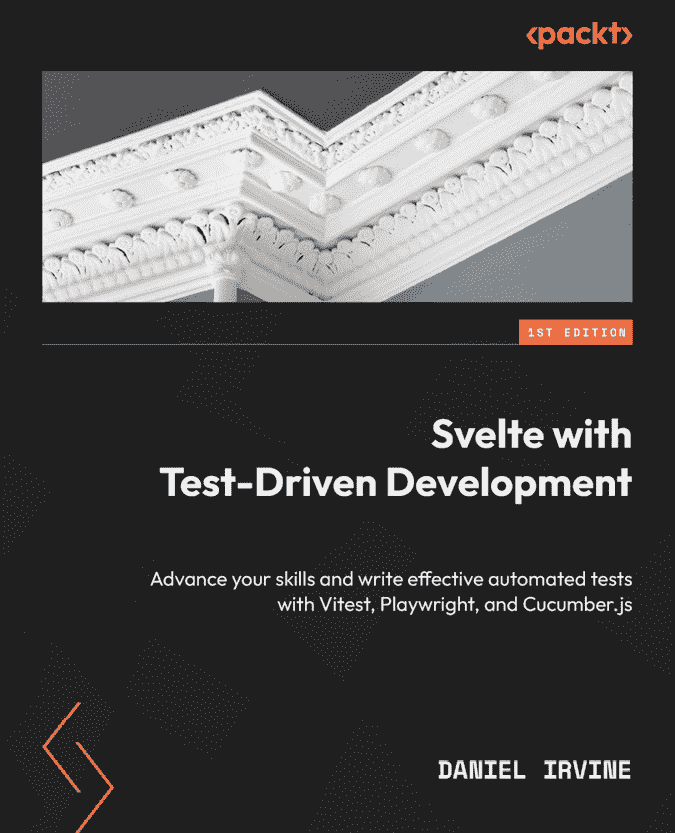 <packt>
1ST EDITION
Svelte with
Test-Driven Development
Advance your skills and write effective automated tests
with Vitest, Playwright, and Cucumber.js
DANIEL IRVINE